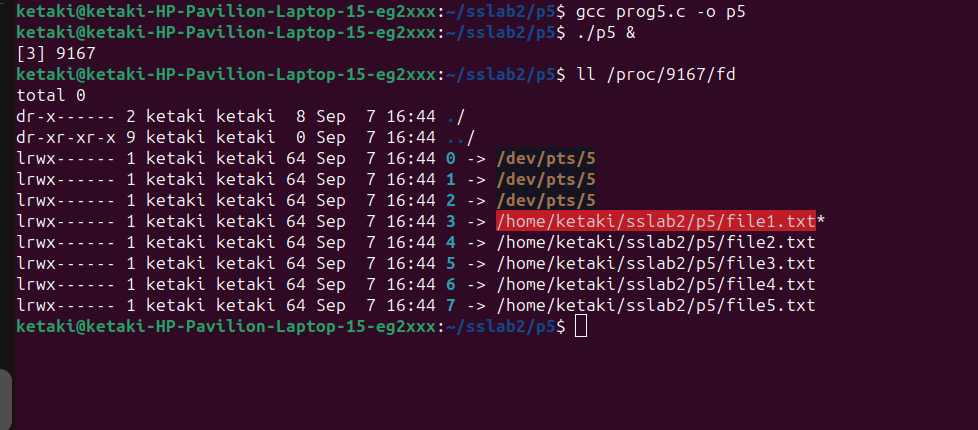 ketaki@ketaki-HP-Pavilion-Laptop-15-eg2xxx:~/sslab2/p5$ gcc prog5.c -o p5
ketaki@ketaki-HP-Pavilion-Laptop-15-eg2xxx:~/sslab2/p5$ ./p5 &
[3] 9167
ketaki@ketaki-HP-Pavilion-Laptop-15-eg2xxx:~/sslab2/p5$ ll /proc/9167/fd
total 0
dr-x------ 2 ketaki ketaki  8 Sep  7 16:44 ./
dr-xr-xr-x 9 ketaki ketaki  0 Sep  7 16:44 ../
lrwx------ 1 ketaki ketaki 64 Sep  7 16:44 0 -> /dev/pts/5
lrwx------ 1 ketaki ketaki 64 Sep  7 16:44 1 -> /dev/pts/5
lrwx------ 1 ketaki ketaki 64 Sep  7 16:44 2 -> /dev/pts/5
lrwx------ 1 ketaki ketaki 64 Sep  7 16:44 3 -> /home/ketaki/sslab2/p5/file1.txt*
lrwx------ 1 ketaki ketaki 64 Sep  7 16:44 4 -> /home/ketaki/sslab2/p5/file2.txt
lrwx------ 1 ketaki ketaki 64 Sep  7 16:44 5 -> /home/ketaki/sslab2/p5/file3.txt
lrwx------ 1 ketaki ketaki 64 Sep  7 16:44 6 -> /home/ketaki/sslab2/p5/file4.txt
lrwx------ 1 ketaki ketaki 64 Sep  7 16:44 7 -> /home/ketaki/sslab2/p5/file5.txt
ketaki@ketaki-HP-Pavilion-Laptop-15-eg2xxx:~/sslab2/p5$